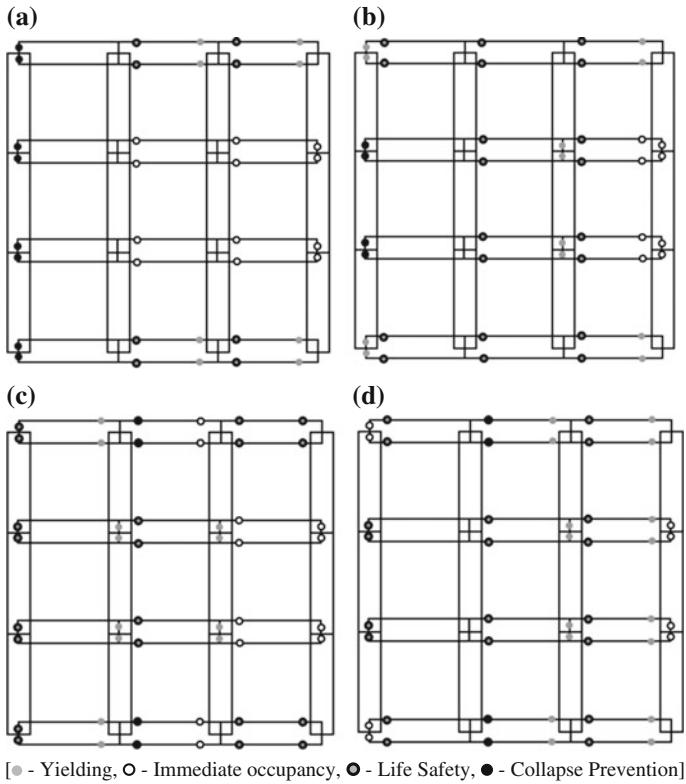 (a)
(b)
(c)
(d)
[ - Yielding, - Immediate occupancy, - Life Safety, - Collapse Prevention]